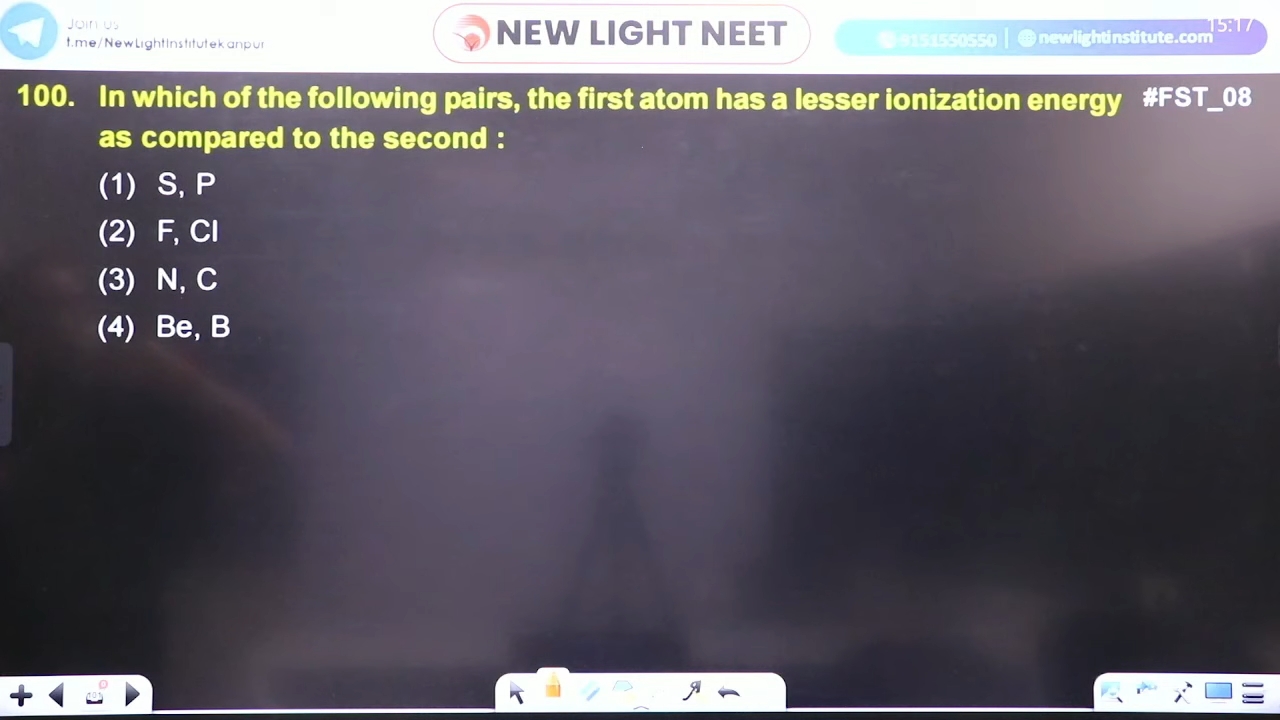 Join us
t.me/NewLightInstitutekanpur
NEW LIGHT NEET
9151550550 | newlightinstitute.com
15:17
100. In which of the following pairs, the first atom has a lesser ionization energy #FST_08
as compared to the second :
(1) S, P
(2) F, Cl
(3) N, C
(4) Be, B